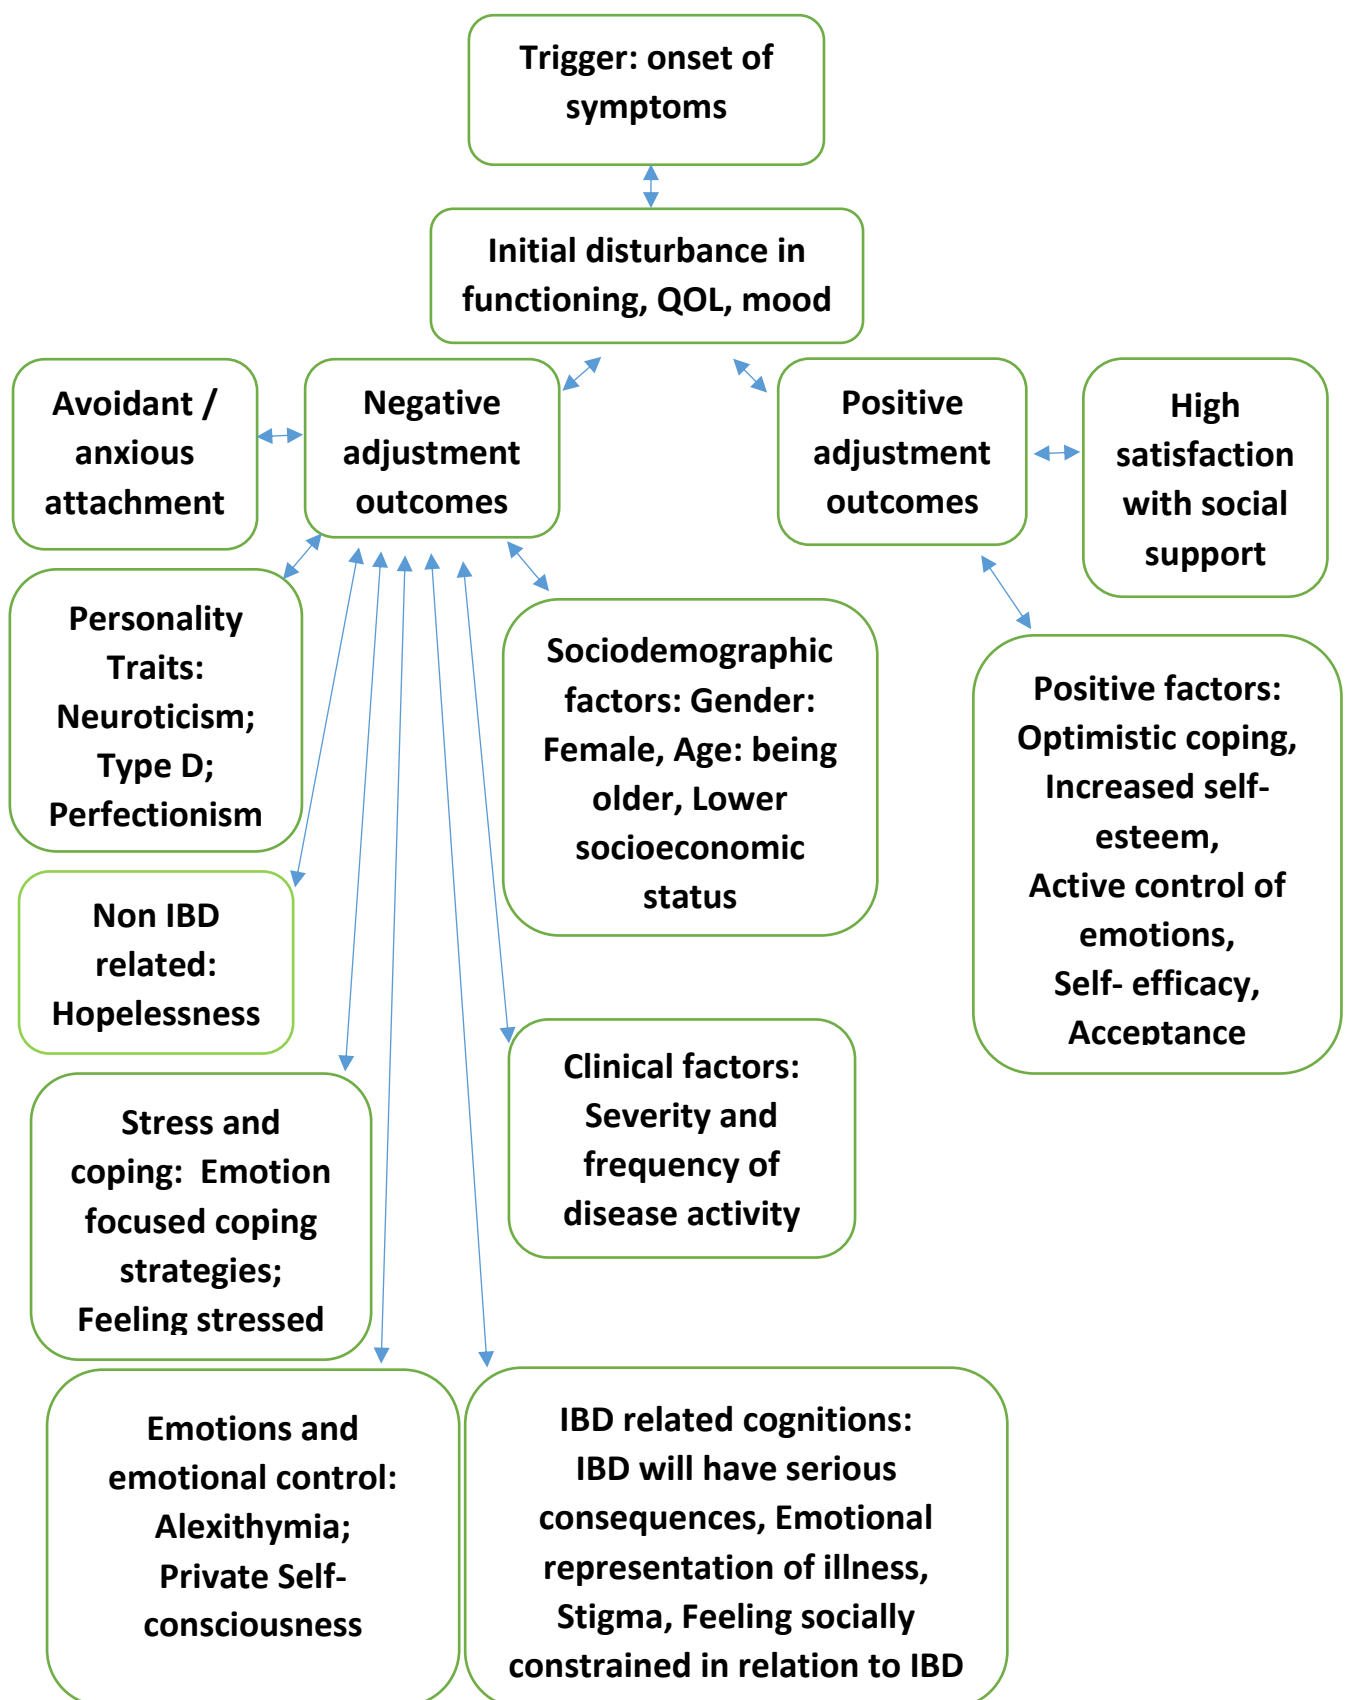 Trigger: onset of
symptoms
Initial disturbance in
functioning, QOL, mood
Avoidant /
anxious
attachment
Negative
adjustment
outcomes
Positive
adjustment
outcomes
High
satisfaction
with social
support
Personality
Traits:
Neuroticism;
Type D;
Perfectionism
Sociodemographic
factors: Gender:
Female, Age: being
older, Lower
socioeconomic
status
Positive factors:
Optimistic coping,
Increased self-
esteem,
Active control of
emotions,
Self- efficacy,
Acceptance
Non IBD
related:
Hopelessness
Clinical factors:
Severity and
frequency of
disease activity
Stress and
coping:  Emotion
focused coping
strategies;
Feeling stressed
Emotions and
emotional control:
Alexithymia;
Private Self-
consciousness
IBD related cognitions:
IBD will have serious
consequences, Emotional
representation of illness,
Stigma, Feeling socially
constrained in relation to IBD